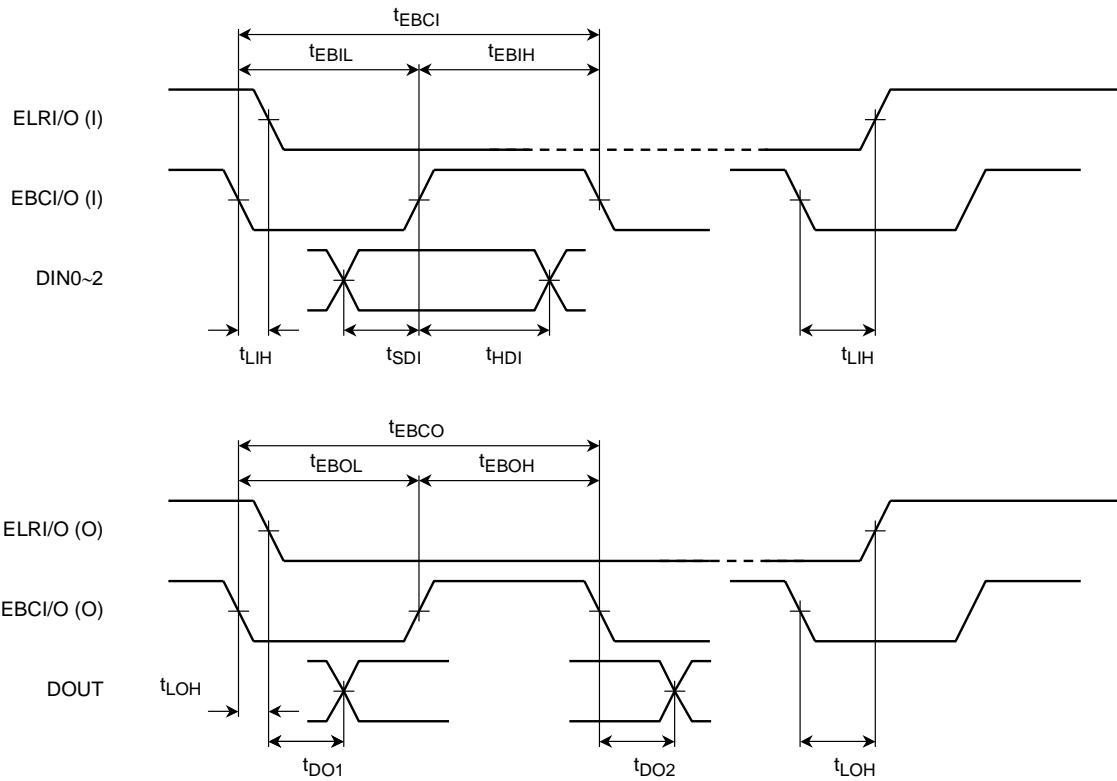 tEBCI
tEBIL
tEBIH
ELRI/O (I)
EBCI/O (I)
DIN0~2
tLIH
tSDI
tHDI
tLIH
tEBCO
tEBOL
tEBOH
ELRI/O (O)
EBCI/O (O)
DOUT
tLOH
tDO1
tDO2
tLOH